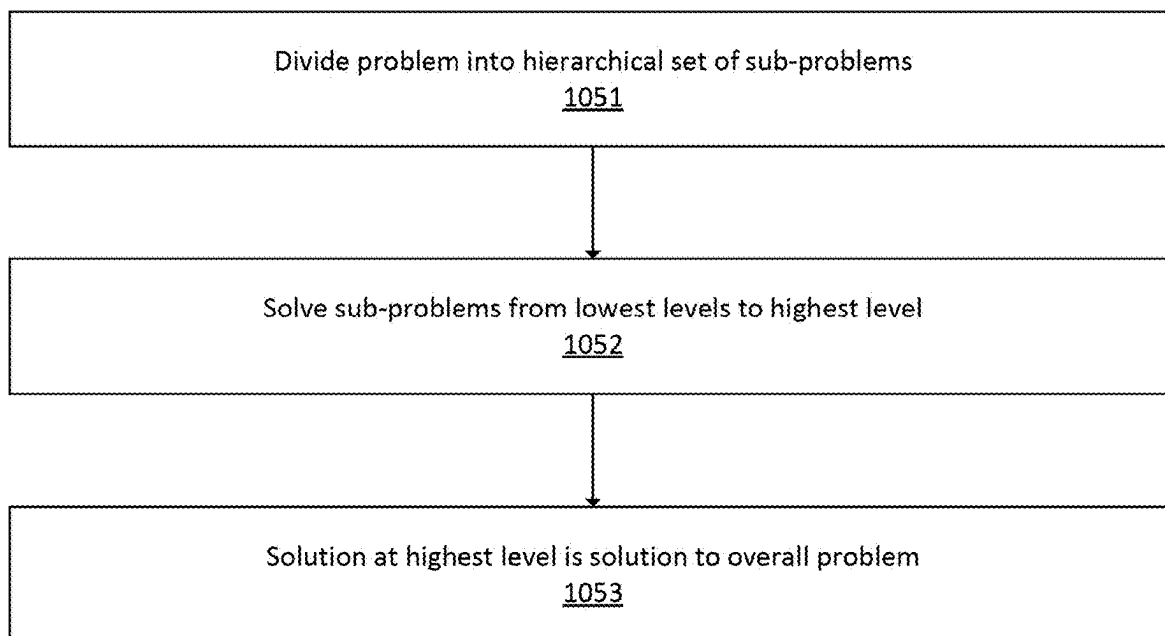 Divide problem into hierarchical set of sub-problems
1051
Solve sub-problems from lowest levels to highest level
1052
Solution at highest level is solution to overall problem
1053